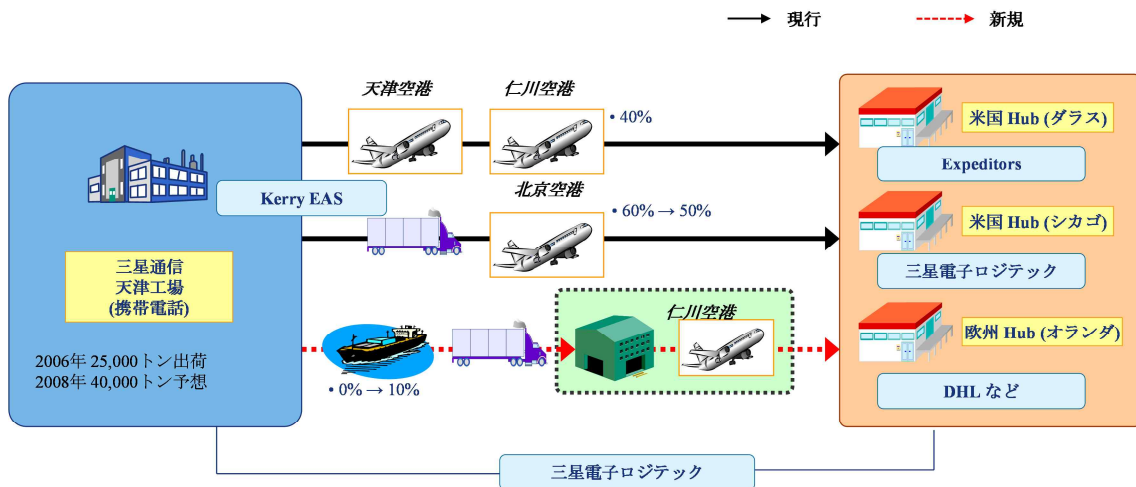 現行
新規
天津空港
仁川空港
• 40%
Kerry EAS
北京空港
• 60% → 50%
三星通信
天津工場
(携帯電話)
2006年 25,000トン出荷
2008年 40,000トン予想
• 0% → 10%
仁川空港
米国 Hub (ダラス)
Expeditors
米国 Hub (シカゴ)
三星電子ロジテック
欧州 Hub (オランダ)
DHL など
三星電子ロジテック